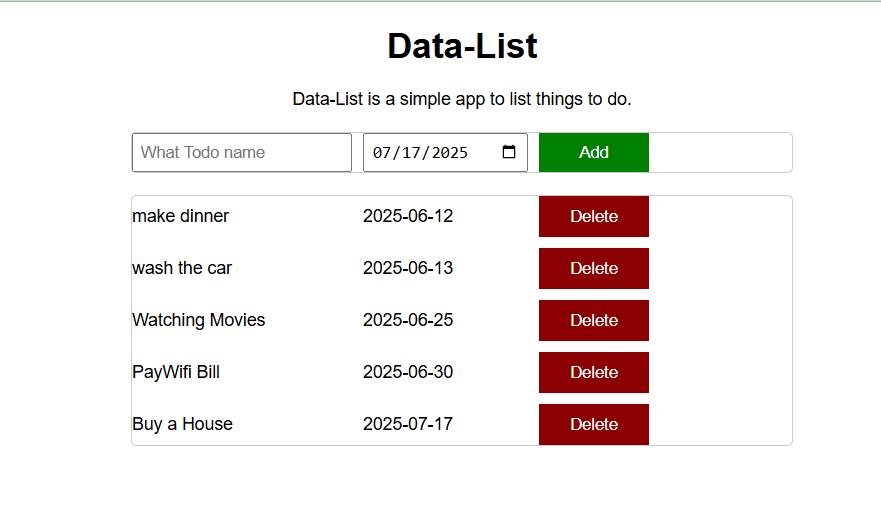 Data-List
Data-List is a simple app to list things to do.
What Todo name 07/17/2025 Add
make dinner 2025-06-12 Delete
wash the car 2025-06-13 Delete
Watching Movies 2025-06-25 Delete
PayWifi Bill 2025-06-30 Delete
Buy a House 2025-07-17 Delete